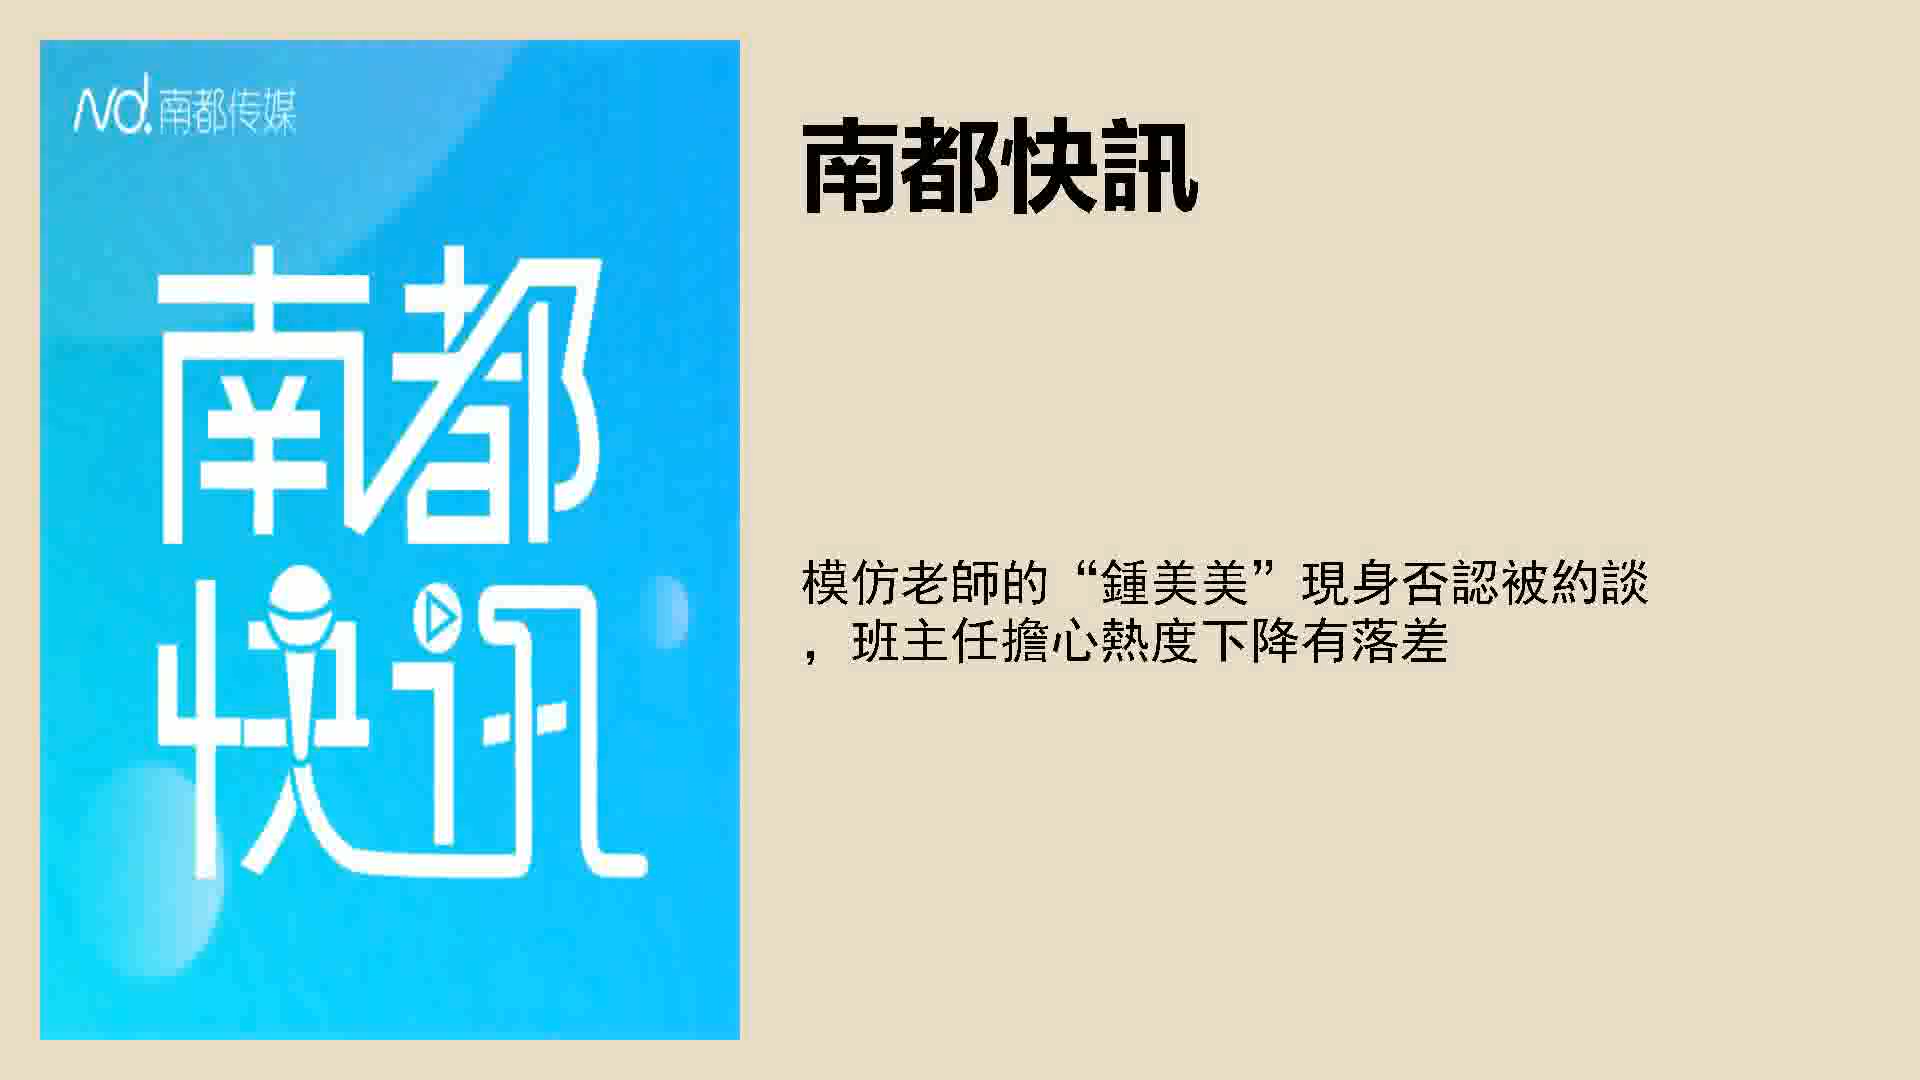 Nd.南都传媒
南都
快讯
南都快訊
模仿老師的“鍾美美”現身否認被約談
，班主任擔心熱度下降有落差